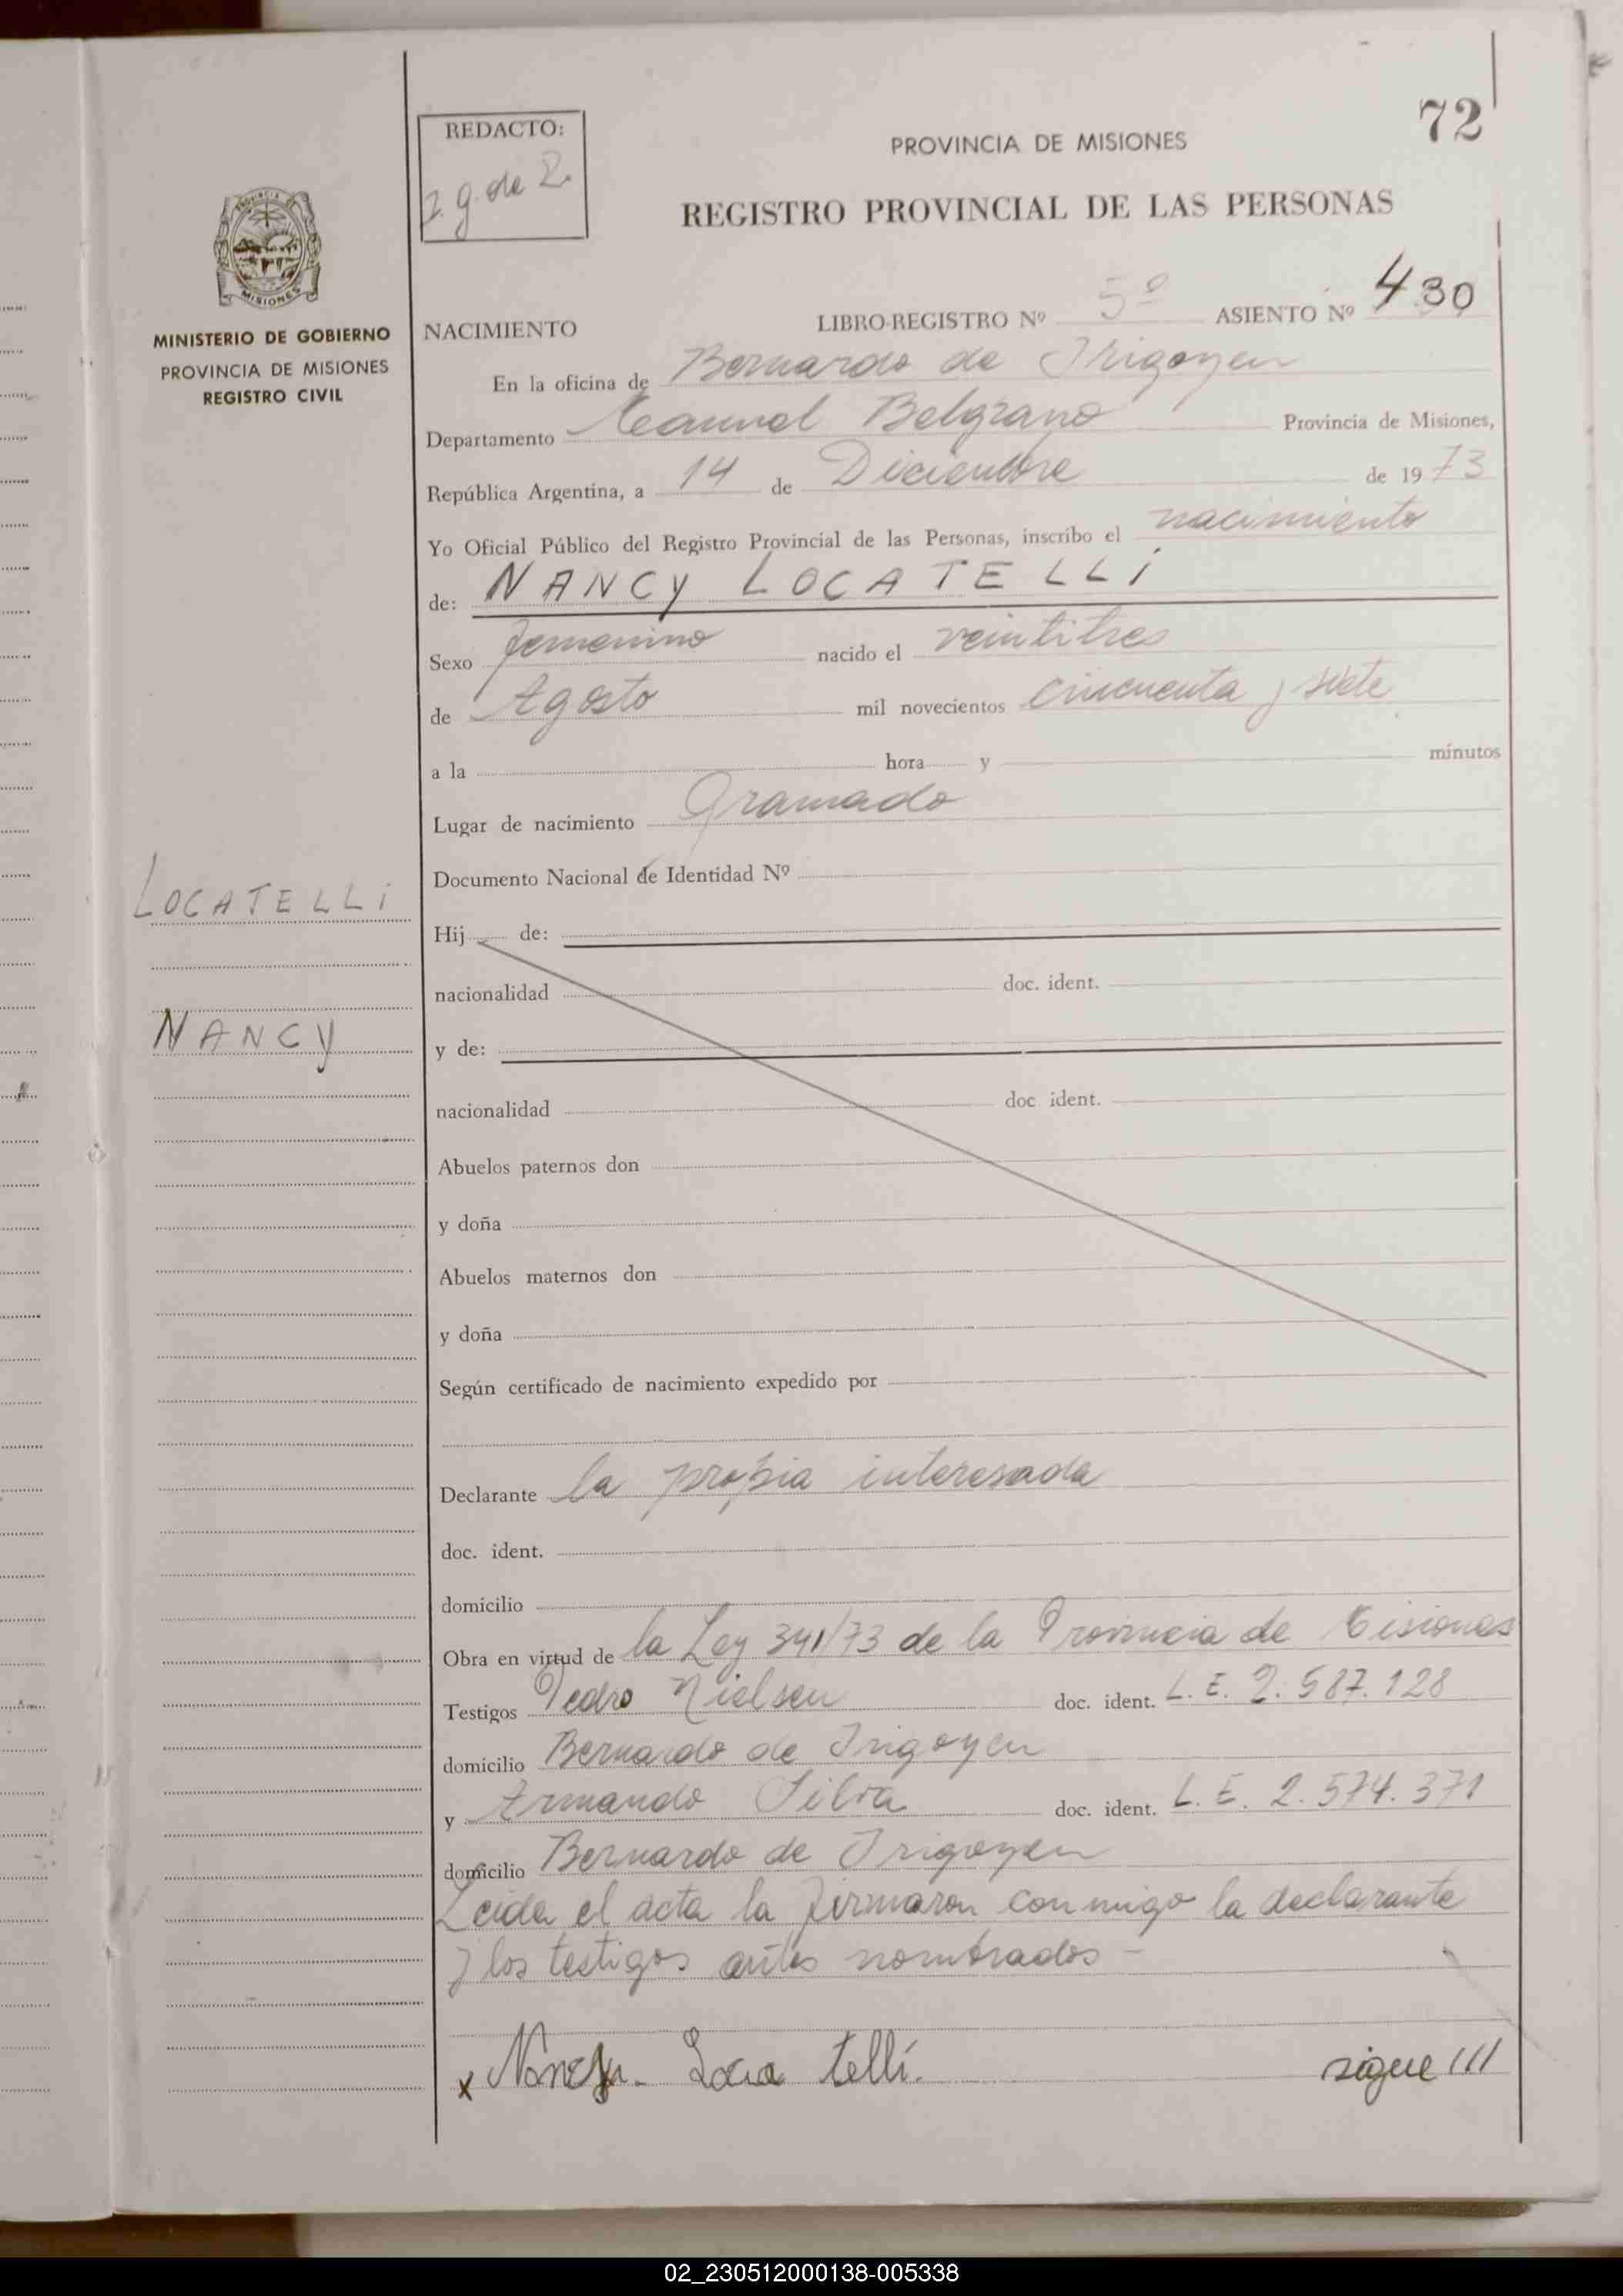 72
REDACTO:
PROVINCIA DE MISIONES
REGISTRO PROVINCIAL DE LAS PERSONAS
MISIONES
MINISTERIO DE GOBIERNO
PROVINCIA DE MISIONES
REGISTRO CIVIL
NACIMIENTO LIBRO-REGISTRO Nº 5º ASIENTO Nº 430
En la oficina de Bernardo de Irigoyen
Departamento Manuel Belgrano Provincia de Misiones,
República Argentina, a 14 de Diciembre de 1973
Yo Oficial Público del Registro Provincial de las Personas, inscribo el nacimiento
de: NANCY LOCATELLI
Sexo femenino nacido el veintitres
de Agosto mil novecientos cincuenta y siete
a la hora y minutos
Lugar de nacimiento Gramado
Documento Nacional de Identidad Nº
LOCATELLI
Hij de:
nacionalidad doc. ident.
NANCY
y de:
nacionalidad doc ident.
Abuelos paternos don
y doña
Abuelos maternos don
y doña
Según certificado de nacimiento expedido por
Declarante la propia interesada
doc. ident.
domicilio
Obra en virtud de la Ley 341/73 de la Provincia de Misiones
Testigos Pedro Nielsen doc. ident. L. E. 2.587.128
domicilio Bernardo de Irigoyen
y Armando Silva doc. ident. L. E. 2.574.371
domicilio Bernardo de Irigoyen
Leida el acta la firmaron conmigo la declarante
y los testigos antes nombrados -
x Nancy. Loca telli. sigue ///
02_230512000138-005338